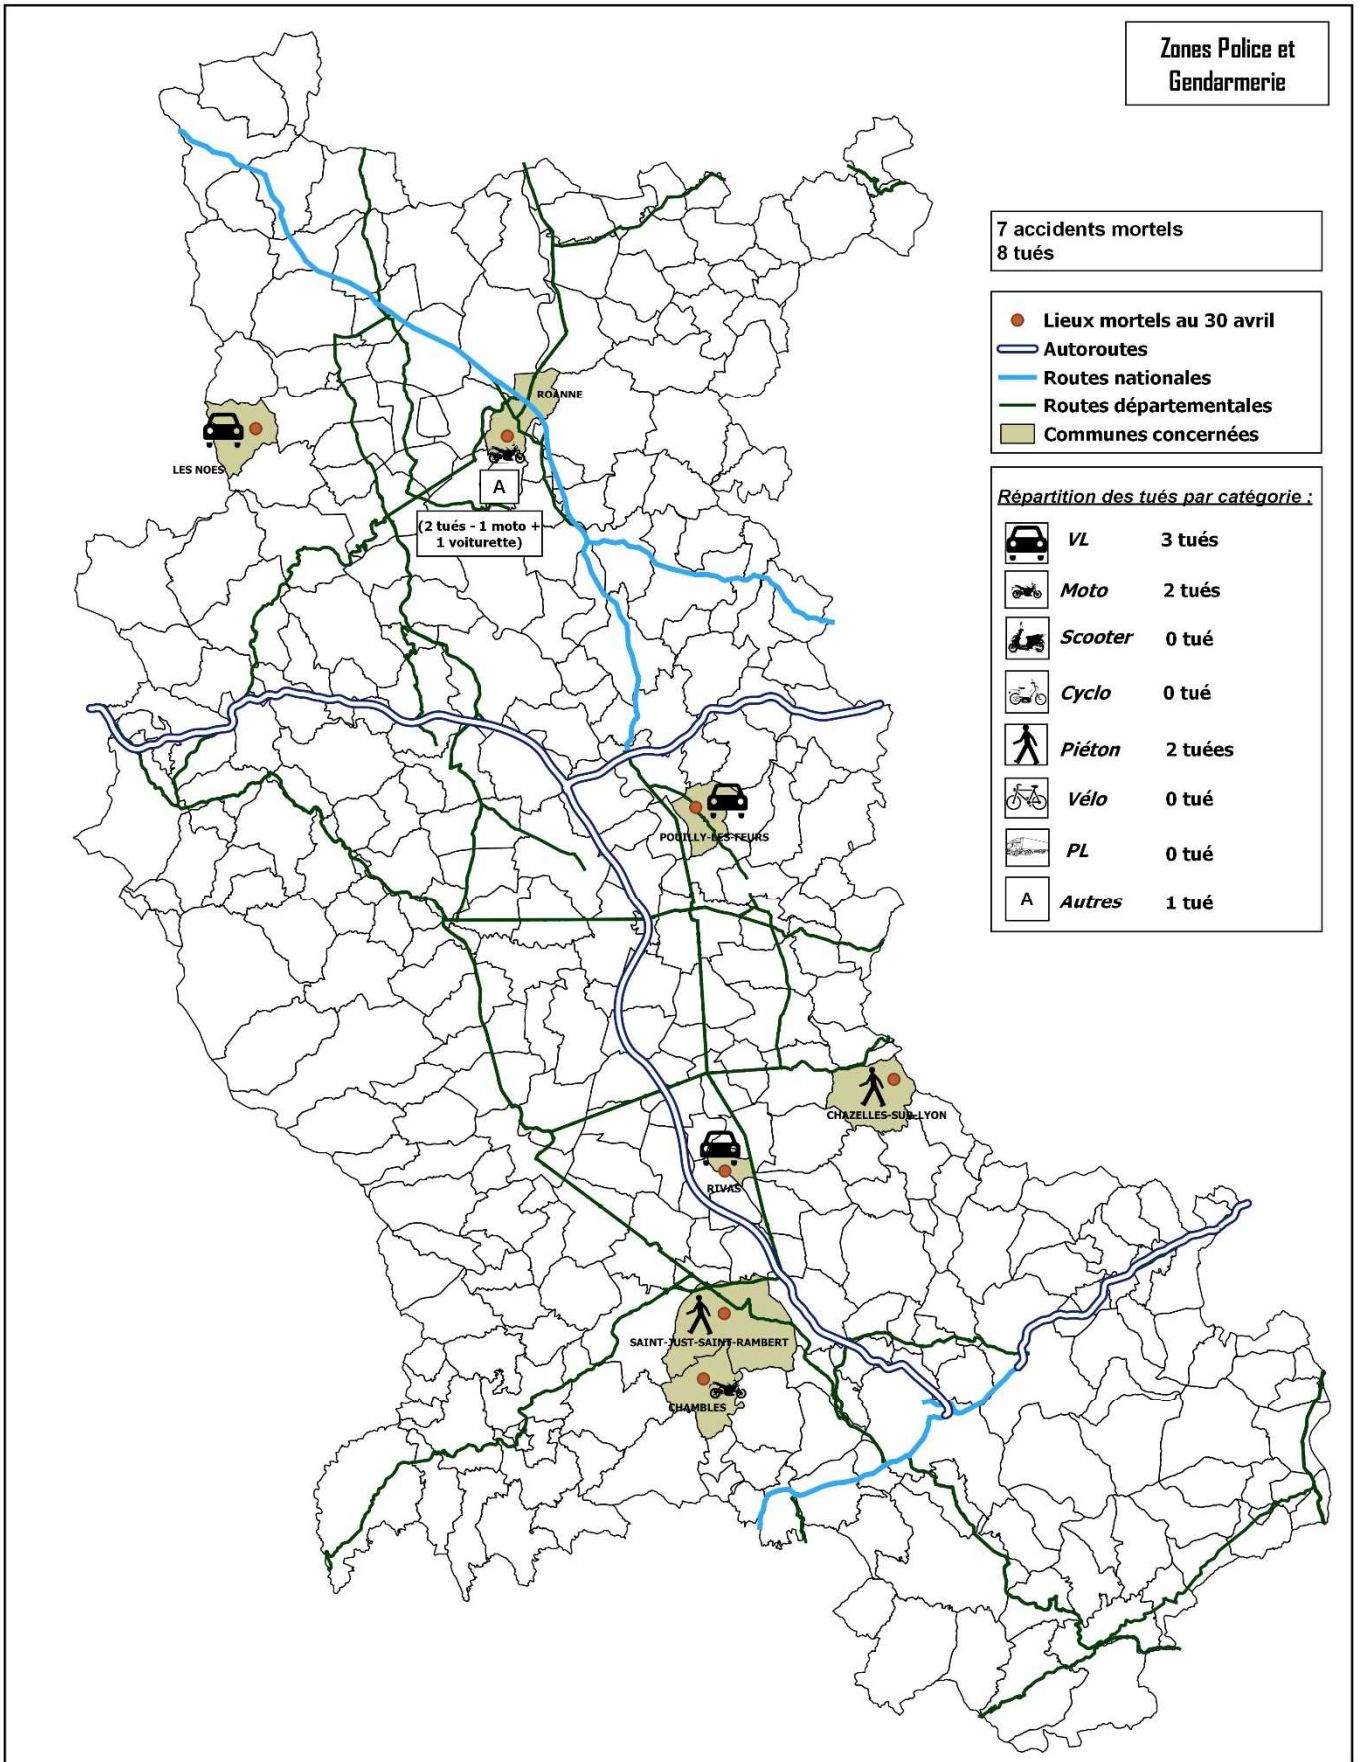 Zones Police et
Gendarmerie
7 accidents mortels
8 tués
Lieux mortels au 30 avril
Autoroutes
Routes nationales
Routes départementales
Communes concernées
Répartition des tués par catégorie :
VL 3 tués
Moto 2 tués
Scooter 0 tué
Cyclo 0 tué
Piéton 2 tuées
Vélo 0 tué
PL 0 tué
A Autres 1 tué
ROANNE
LES NOES
A
(2 tués - 1 moto +
1 voiturette)
POUILLY-LES-FEURS
CHAZELLES-SUR-LYON
RIVAS
SAINT-JUST-SAINT-RAMBERT
CHAMBLES